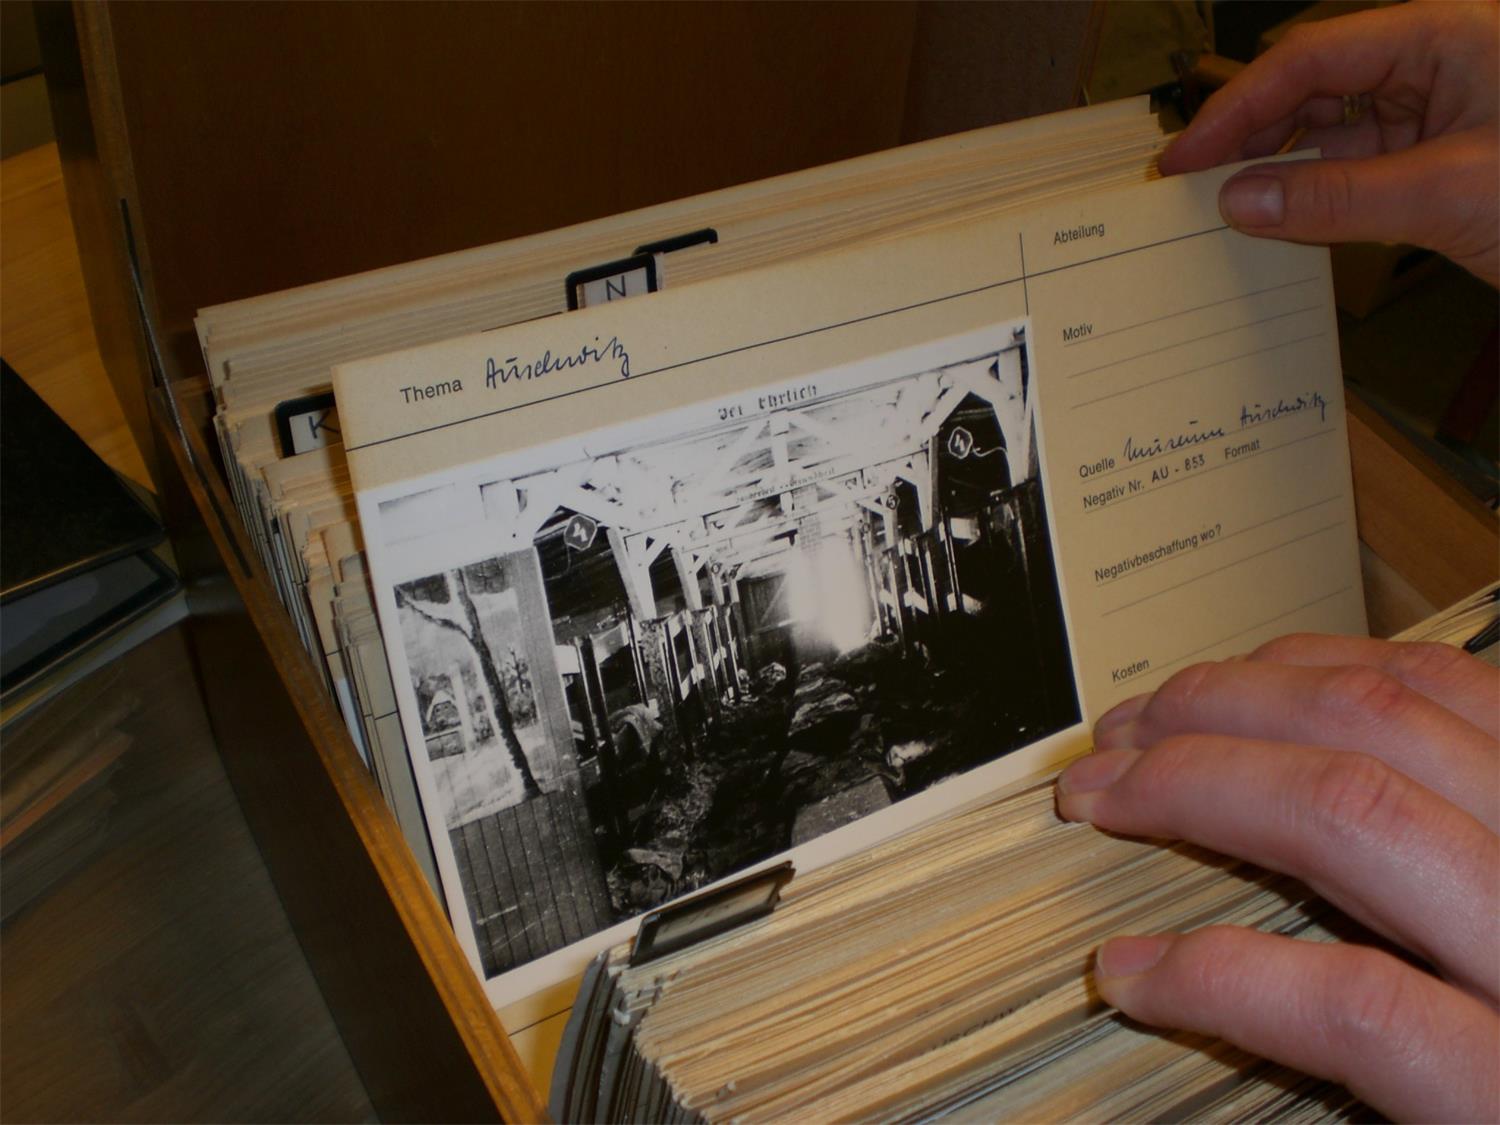 N
K
Thema Auschwitz
Abteilung
Motiv
Quelle Museum Auschwitz
Negativ Nr. AU - 853 Format
Negativbeschaffung wo?
Kosten
Sei Ehrlich